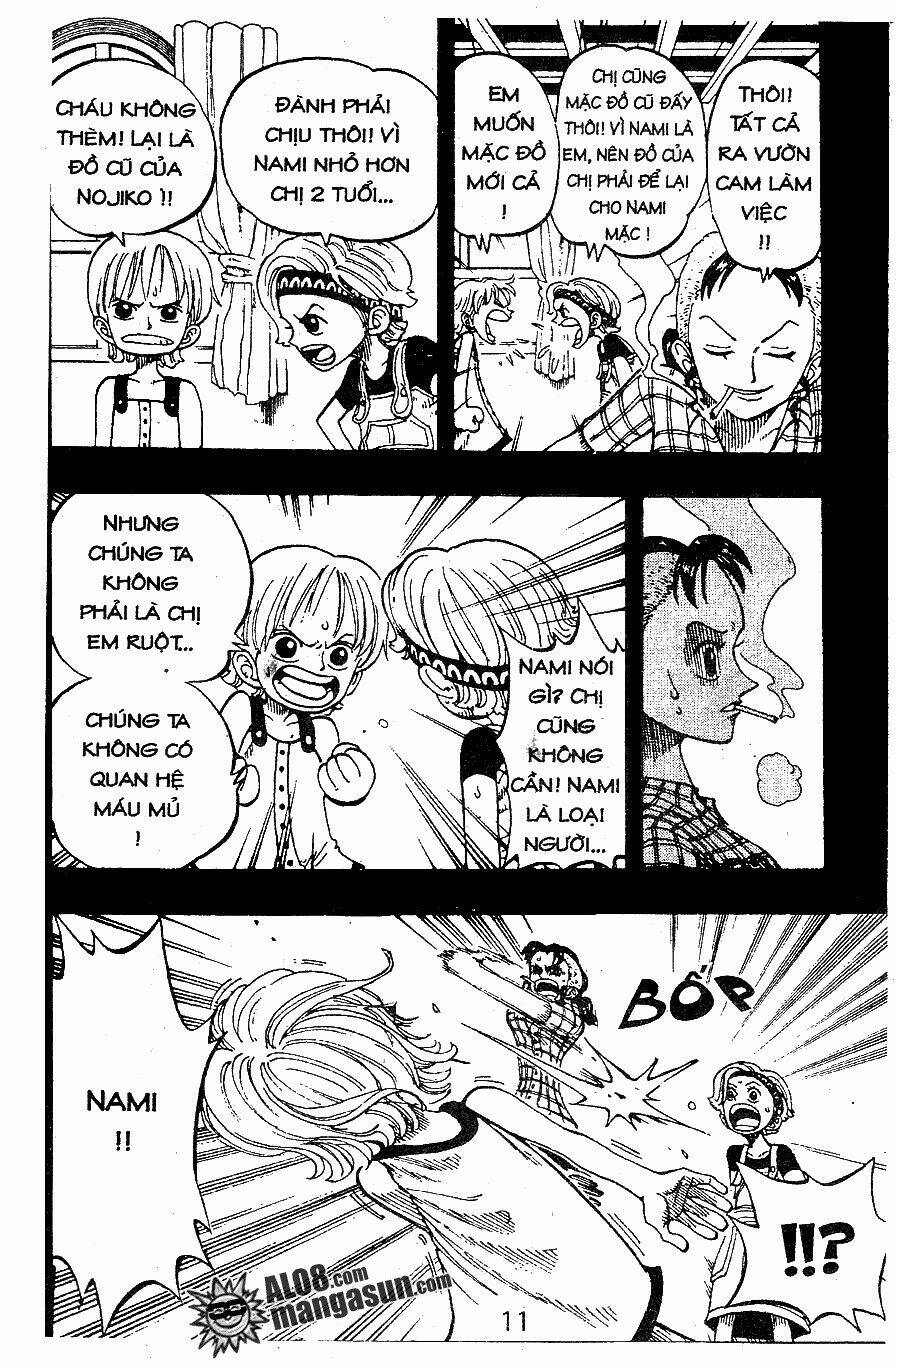 CHÁU KHÔNG
THÈM! LẠI LÀ
ĐỒ CŨ CỦA
NOJIKO !!
ĐÀNH PHẢI
CHỊU THÔI! VÌ
NAMI NHỎ HƠN
CHỊ 2 TUỔI...
EM
MUỐN
MẶC ĐỒ
MỚI CẢ
!
CHỊ CŨNG
MẶC ĐỒ CŨ ĐẤY
THÔI! VÌ NAMI LÀ
EM, NÊN ĐỒ CỦA
CHỊ PHẢI ĐỂ LẠI
CHO NAMI
MẶC !
THÔI!
TẤT CẢ
RA VƯỜN
CAM LÀM
VIỆC
!!
NHƯNG
CHÚNG TA
KHÔNG
PHẢI LÀ CHỊ
EM RUỘT...
CHÚNG TA
KHÔNG CÓ
QUAN HỆ
MÁU MỦ
!
NAMI NÓI
GÌ? CHỊ
CŨNG
KHÔNG
CẦN! NAMI
LÀ LOẠI
NGƯỜI...
BỐP
NAMI
!!
!!?
ALO8.com
mangasun.com
11